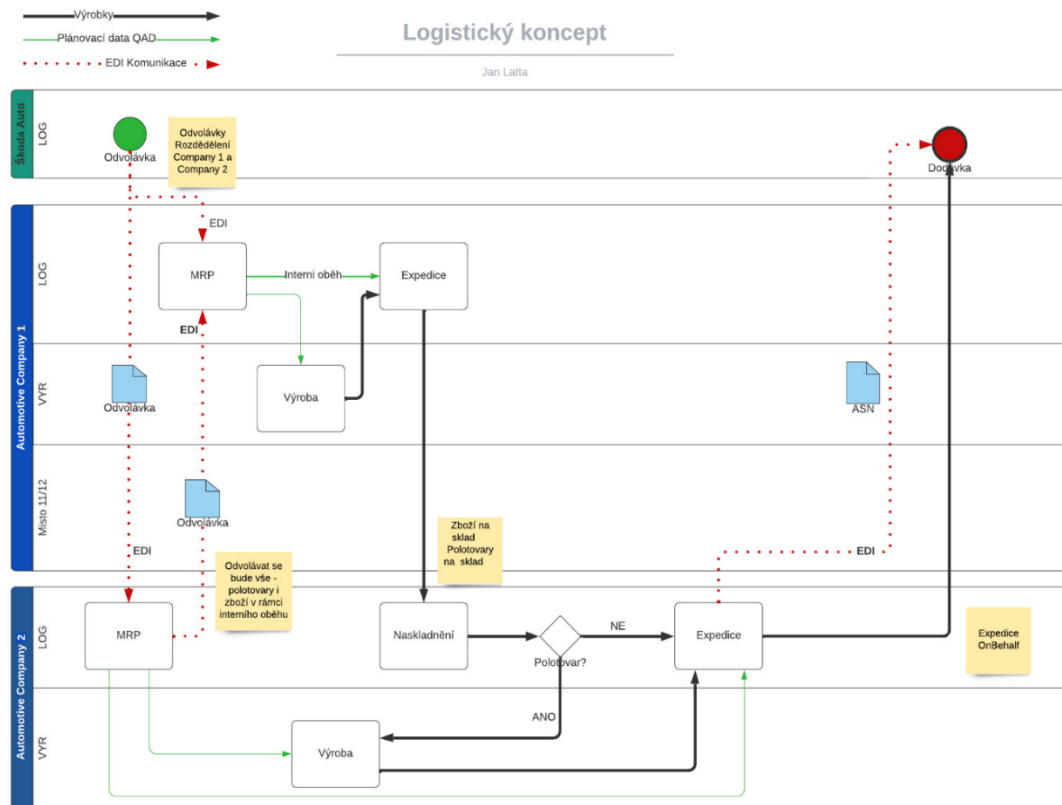 Výrobky
Plánovací data QAD
EDI Komunikace
Logistický koncept
Jan Latta
Škoda Auto
LOG
Odvolávka
Odvolávky
Rozdědělení
Company 1 a
Company 2
Dodávka
Automotive Company 1
LOG
EDI
MRP
Interni oběh
Expedice
EDI
VYR
Odvolávka
Výroba
ASN
Misto 11/12
Odvolávka
Zboží na
sklad
Polotovary
na sklad
EDI
EDI
Odvolávat se
bude vše -
polotovary i
zboží v rámci
interního oběhu
Automotive Company 2
LOG
MRP
Naskladnění
Polotovar?
NE
Expedice
Expedice
OnBehalf
ANO
VYR
Výroba